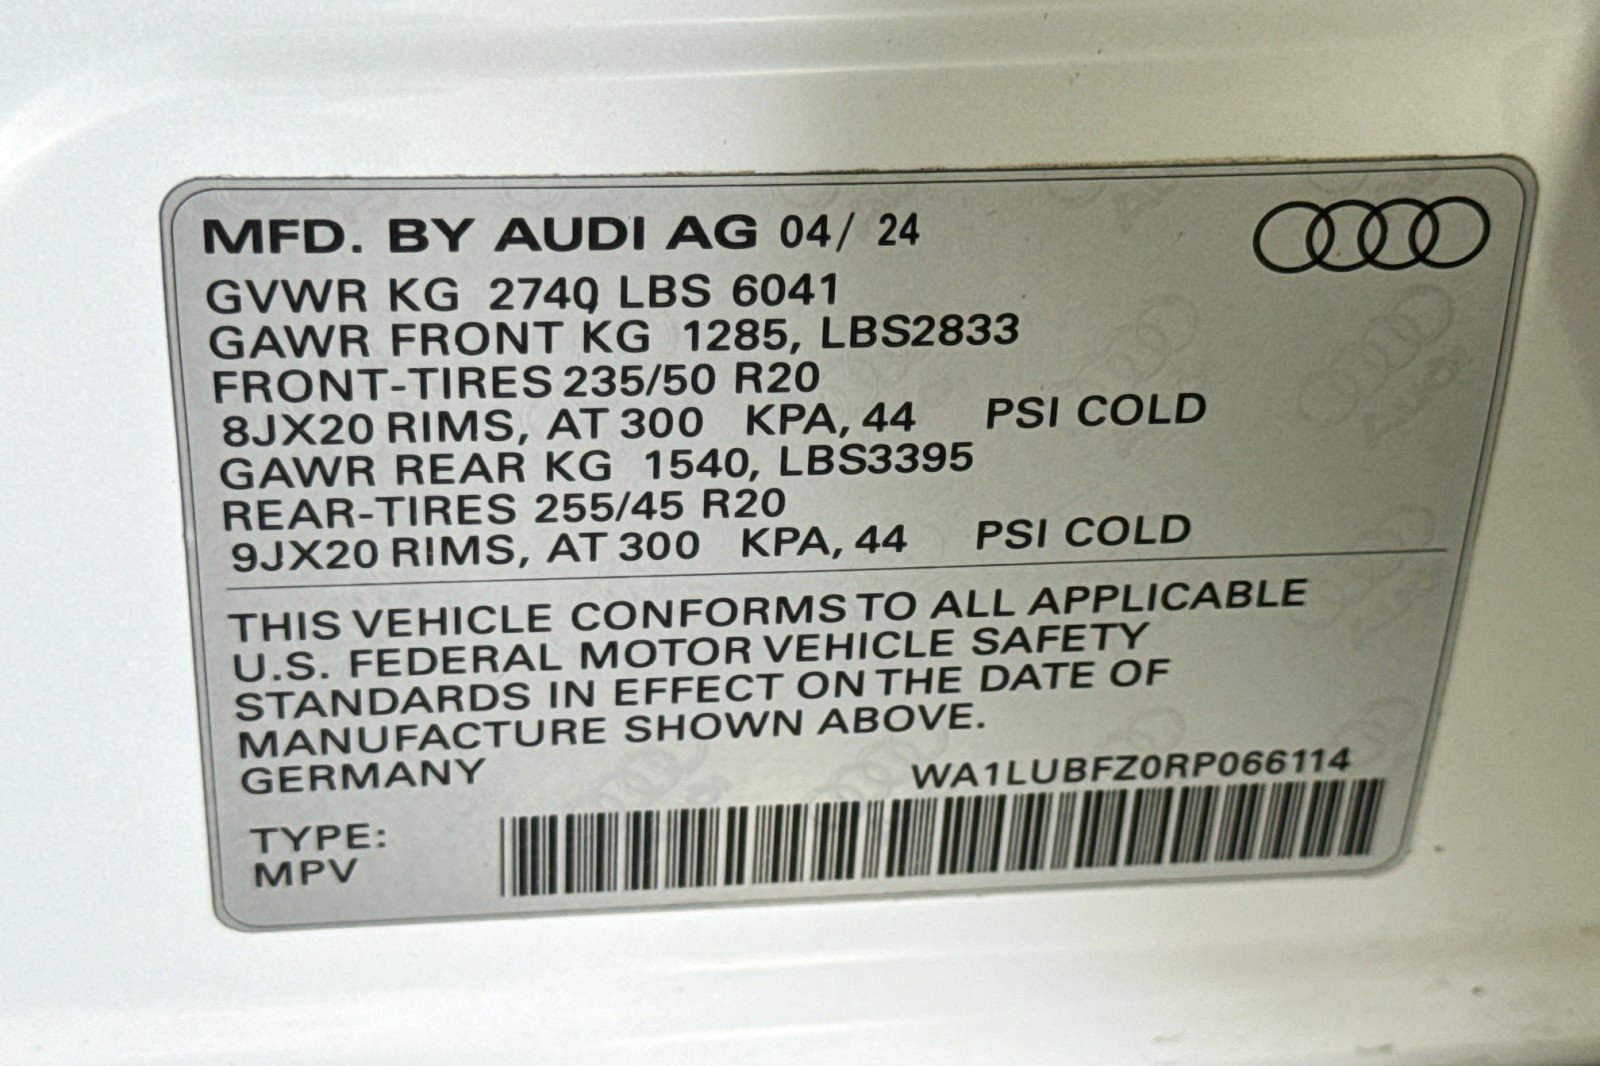 MFD. BY AUDI AG 04/ 24
GVWR KG 2740, LBS 6041
GAWR FRONT KG 1285, LBS2833
FRONT-TIRES 235/50 R20
8JX20 RIMS, AT 300 KPA, 44 PSI COLD
GAWR REAR KG 1540, LBS3395
REAR-TIRES 255/45 R20
9JX20 RIMS, AT 300 KPA, 44 PSI COLD
THIS VEHICLE CONFORMS TO ALL APPLICABLE
U.S. FEDERAL MOTOR VEHICLE SAFETY
STANDARDS IN EFFECT ON THE DATE OF
MANUFACTURE SHOWN ABOVE.
GERMANY
WA1LUBFZ0RP066114
TYPE:
MPV